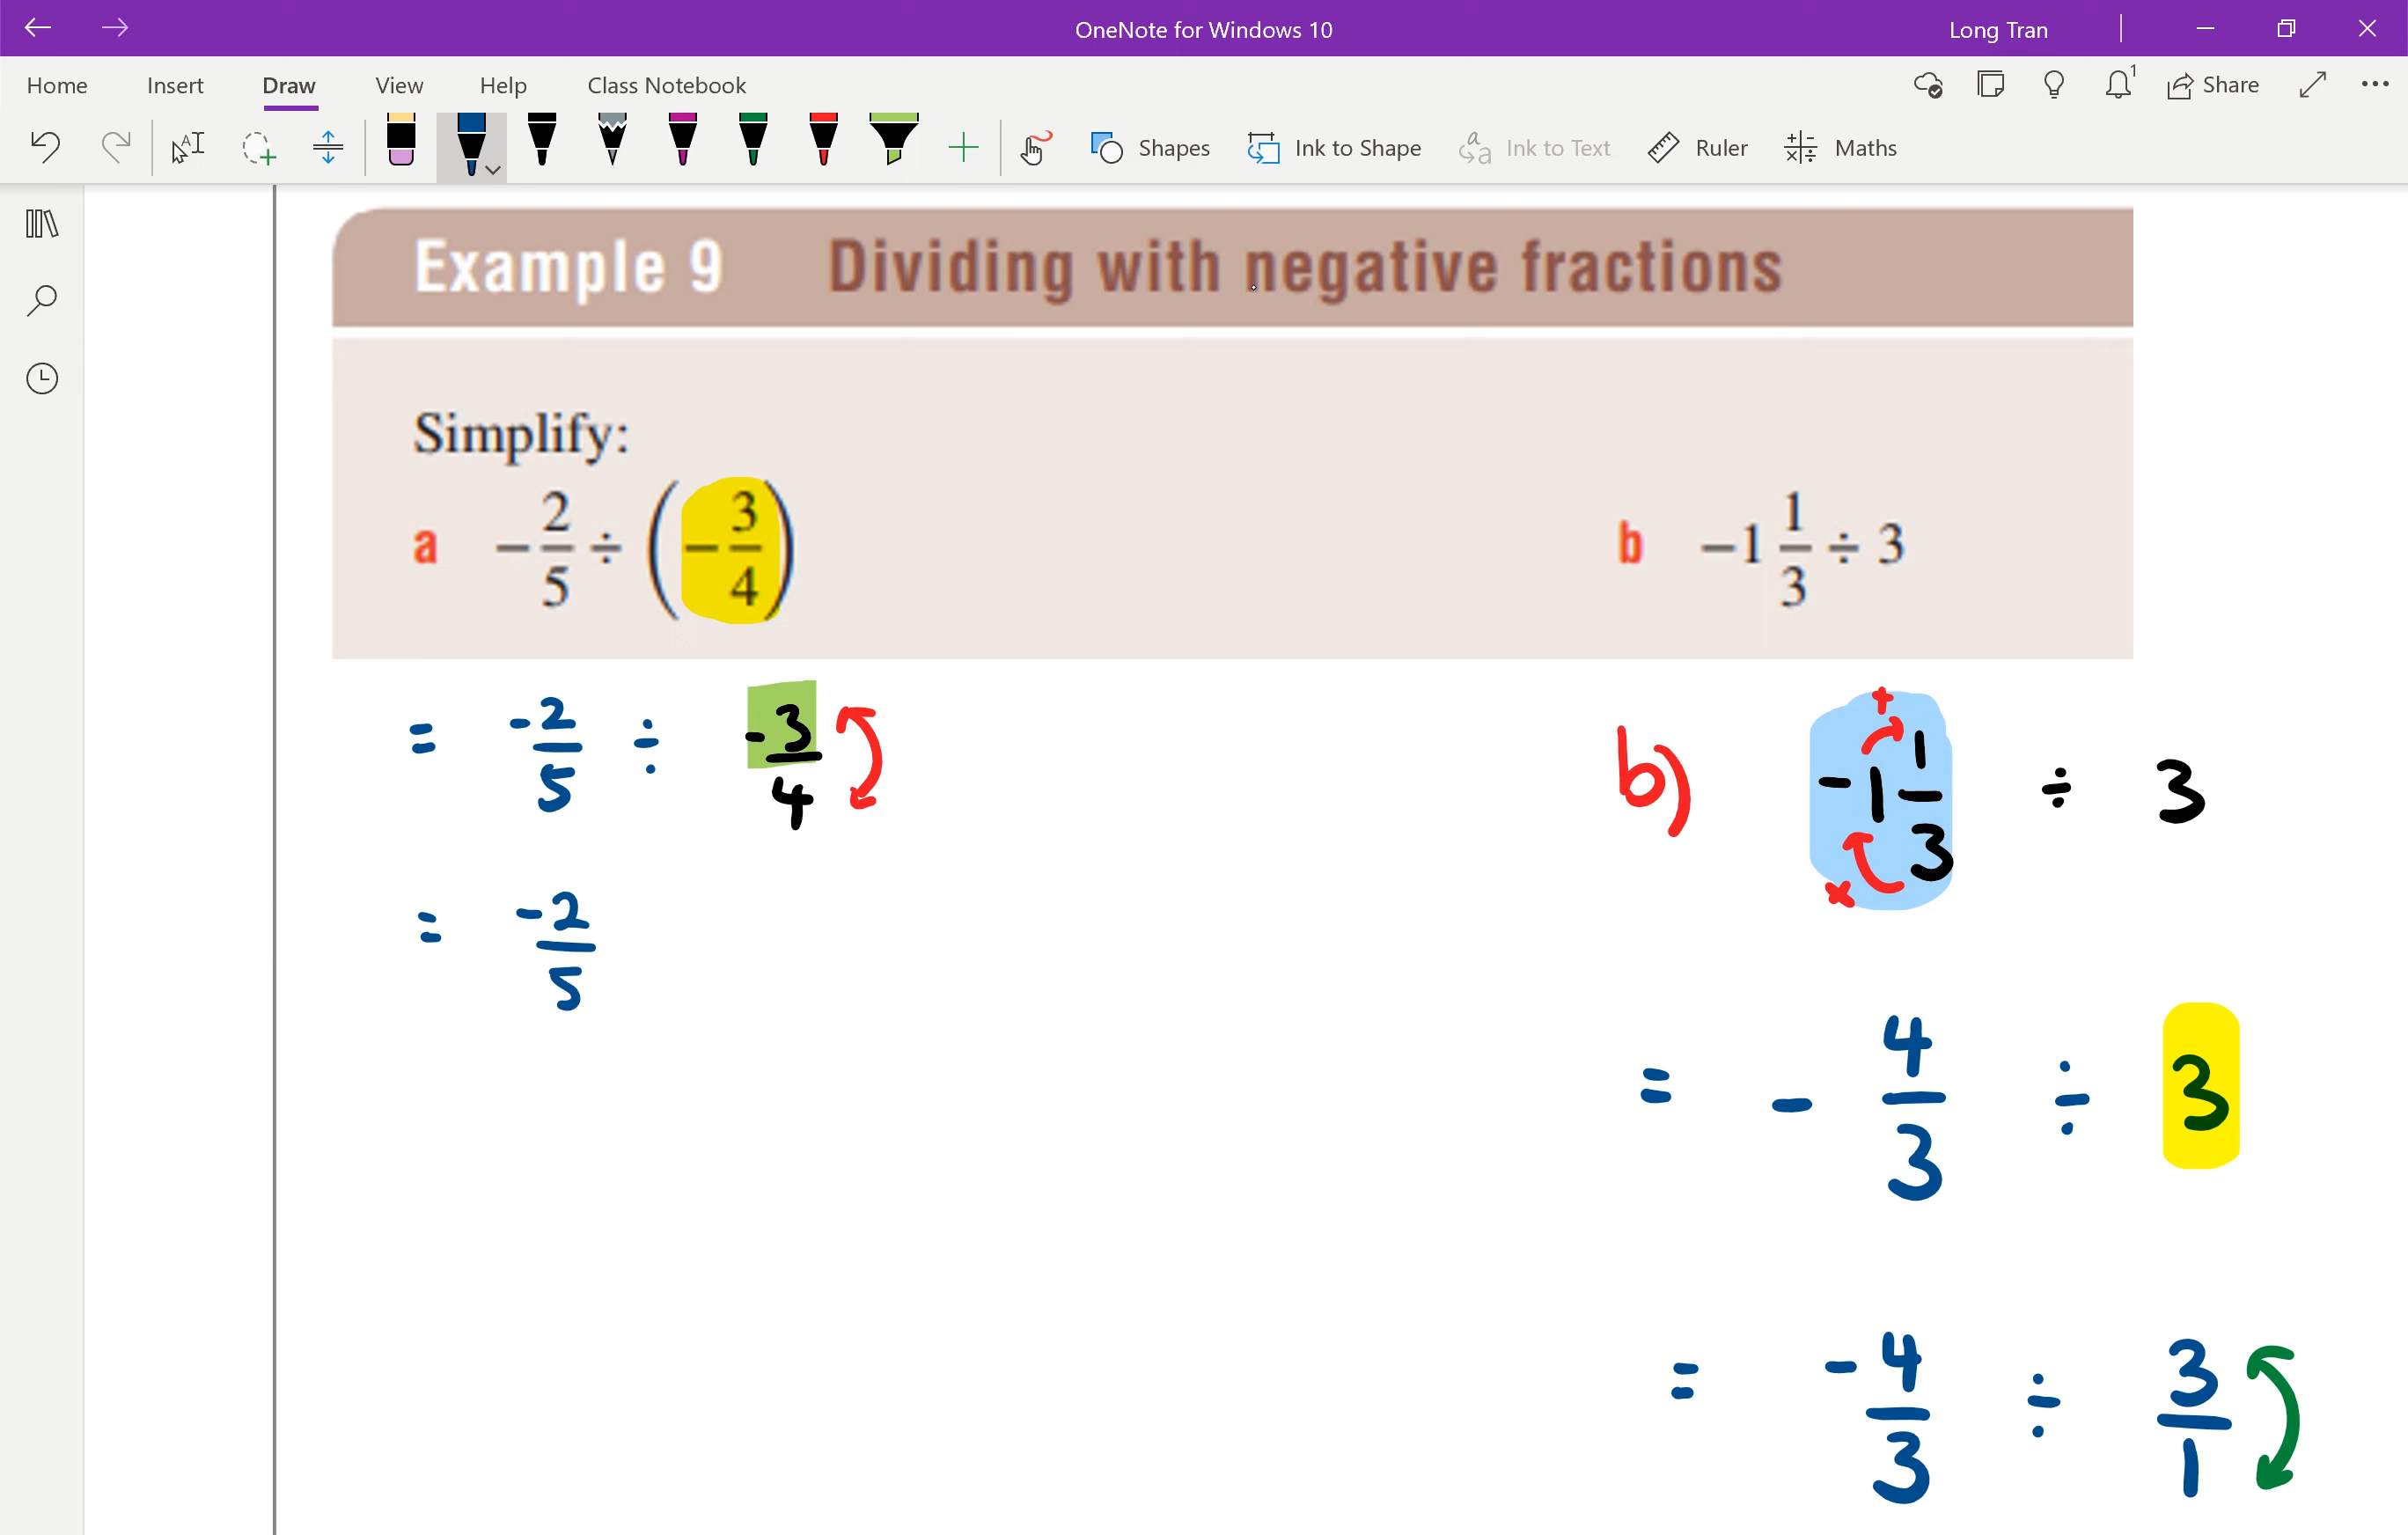 OneNote for Windows 10
Long Tran
Home Insert Draw View Help Class Notebook
1
Share
Shapes Ink to Shape Ink to Text Ruler Maths
Example 9 Dividing with negative fractions
Simplify:
a −2/5 ÷ (−3/4)
b −1 1/3 ÷ 3
= -2/5 ÷ -3/4
b) -1 1/3 ÷ 3
+
×
= -2/5
= - 4/3 ÷ 3
= -4/3 ÷ 3/1